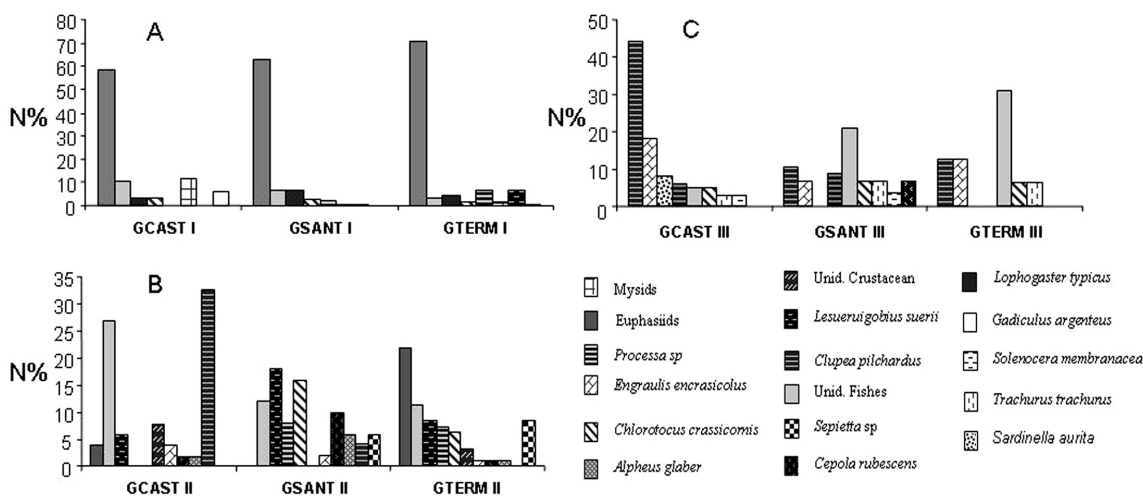 A
N%
80
70
60
50
40
30
20
10
0
GCAST I GSANT I GTERM I
C
N%
50
40
30
20
10
0
GCAST III GSANT III GTERM III
B
N%
35
30
25
20
15
10
5
0
GCAST II GSANT II GTERM II
Mysids
Euphasiids
Processa sp
Engraulis encrasicolus
Chlorotocus crassicornis
Alpheus glaber
Unid. Crustacean
Lesueruigobius suerii
Clupea pilchardus
Unid. Fishes
Sepietta sp
Cepola rubescens
Lophogaster typicus
Gadiculus argenteus
Solenocera membranacea
Trachurus trachurus
Sardinella aurita